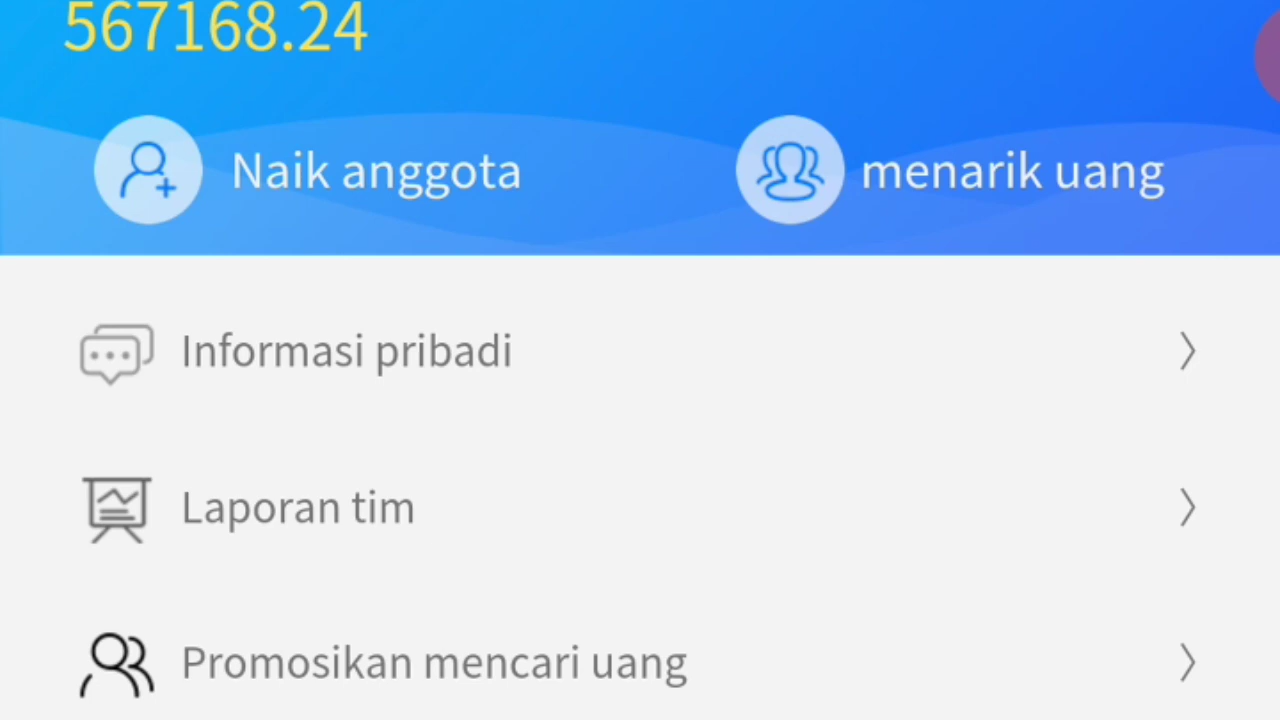 567168.24
Naik anggota
menarik uang
Informasi pribadi
Laporan tim
Promosikan mencari uang